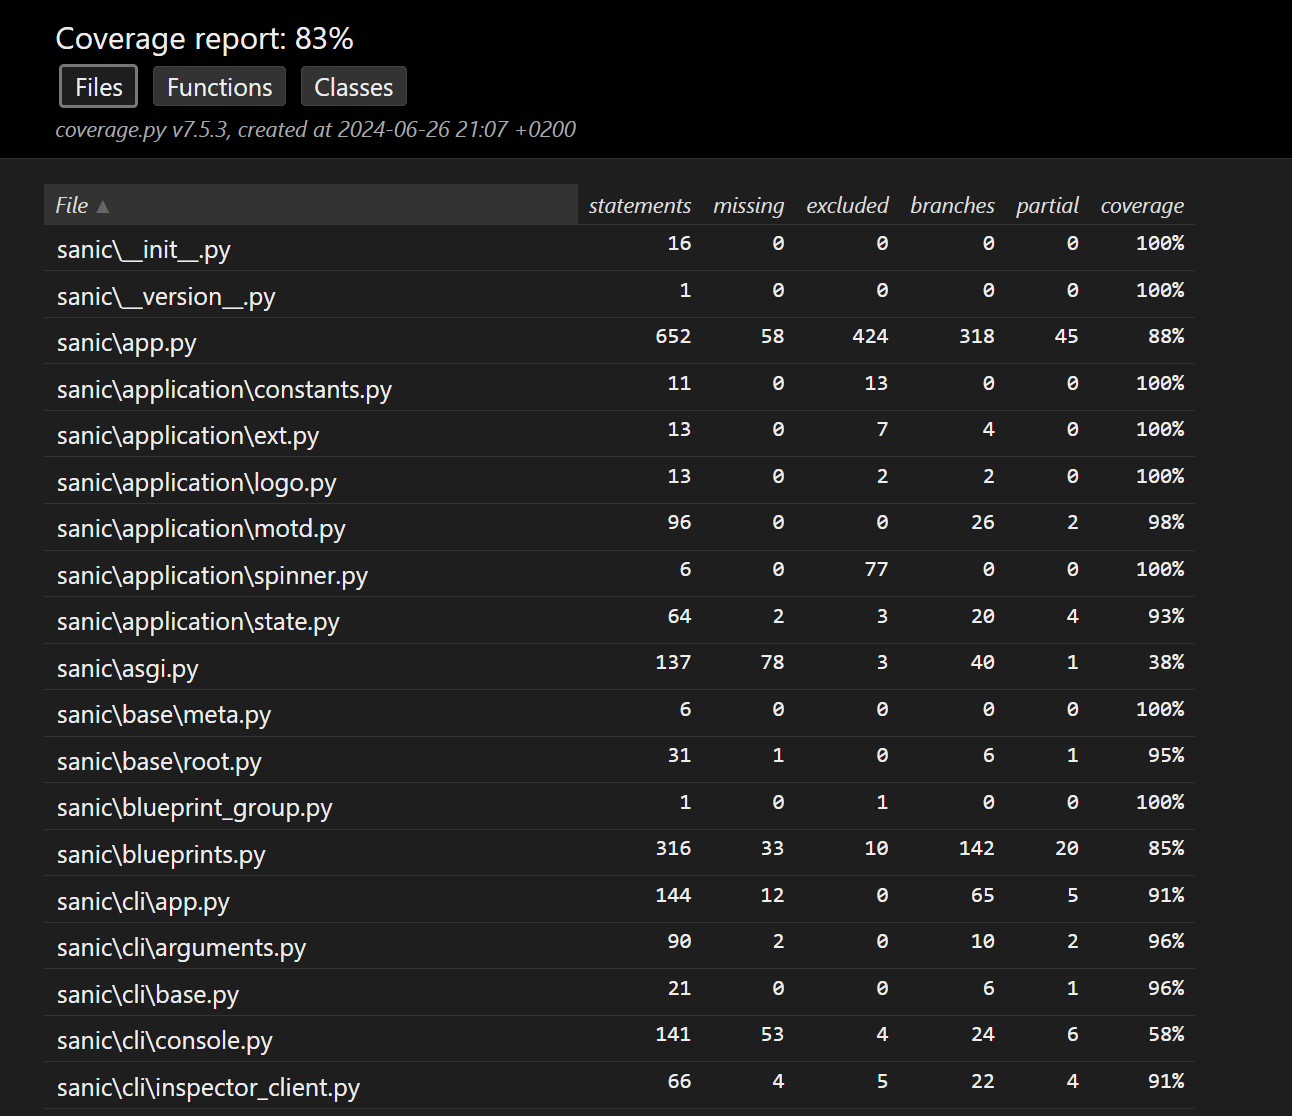 Coverage report: 83%
Files Functions Classes
coverage.py v7.5.3, created at 2024-06-26 21:07 +0200
File ▲ statements missing excluded branches partial coverage
sanic\__init__.py 16 0 0 0 0 100%
sanic\__version__.py 1 0 0 0 0 100%
sanic\app.py 652 58 424 318 45 88%
sanic\application\constants.py 11 0 13 0 0 100%
sanic\application\ext.py 13 0 7 4 0 100%
sanic\application\logo.py 13 0 2 2 0 100%
sanic\application\motd.py 96 0 0 26 2 98%
sanic\application\spinner.py 6 0 77 0 0 100%
sanic\application\state.py 64 2 3 20 4 93%
sanic\asgi.py 137 78 3 40 1 38%
sanic\base\meta.py 6 0 0 0 0 100%
sanic\base\root.py 31 1 0 6 1 95%
sanic\blueprint_group.py 1 0 1 0 0 100%
sanic\blueprints.py 316 33 10 142 20 85%
sanic\cli\app.py 144 12 0 65 5 91%
sanic\cli\arguments.py 90 2 0 10 2 96%
sanic\cli\base.py 21 0 0 6 1 96%
sanic\cli\console.py 141 53 4 24 6 58%
sanic\cli\inspector_client.py 66 4 5 22 4 91%